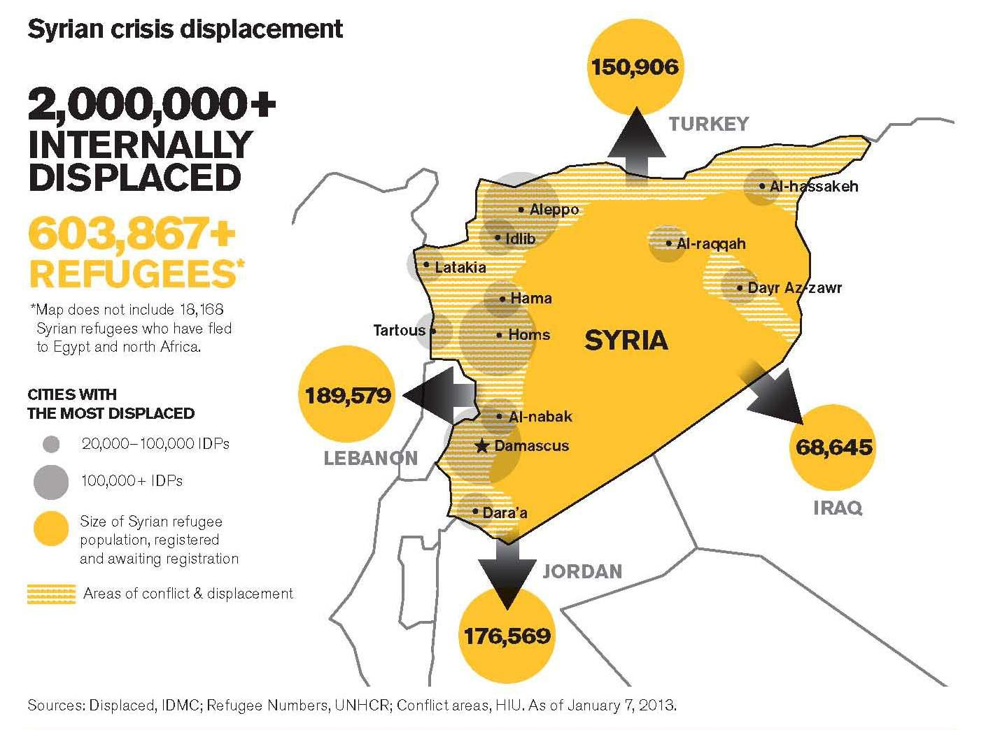 Syrian crisis displacement
2,000,000+
INTERNALLY
DISPLACED
603,867+
REFUGEES*
*Map does not include 18,168
Syrian refugees who have fled
to Egypt and north Africa.
CITIES WITH
THE MOST DISPLACED
20,000–100,000 IDPs
100,000+ IDPs
Size of Syrian refugee
population, registered
and awaiting registration
Areas of conflict & displacement
150,906
TURKEY
Al-hassakeh
Aleppo
Idlib
Al-raqqah
Latakia
Dayr Az-zawr
Hama
Tartous
Homs
SYRIA
189,579
LEBANON
Al-nabak
Damascus
68,645
IRAQ
Dara'a
JORDAN
176,569
Sources: Displaced, IDMC; Refugee Numbers, UNHCR; Conflict areas, HIU. As of January 7, 2013.